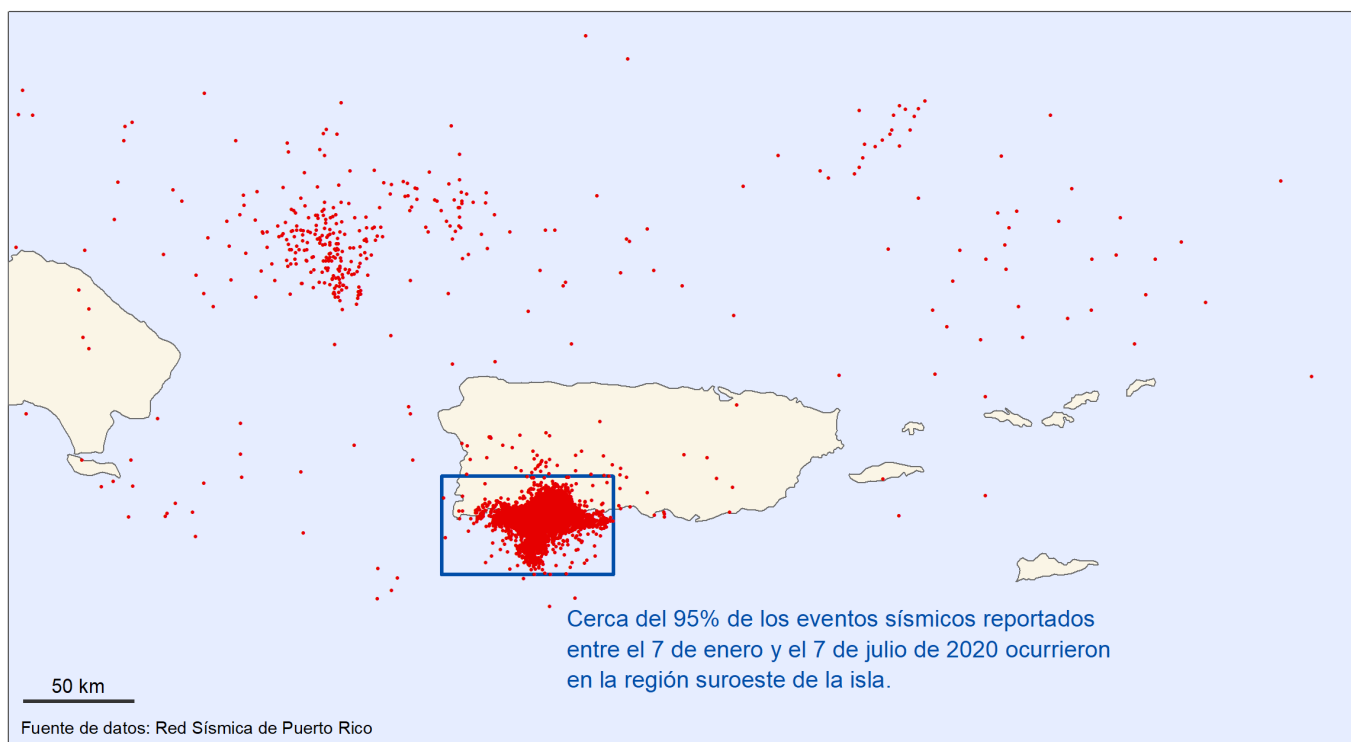 Cerca del 95% de los eventos sísmicos reportados
entre el 7 de enero y el 7 de julio de 2020 ocurrieron
en la región suroeste de la isla.
50 km
Fuente de datos: Red Sísmica de Puerto Rico